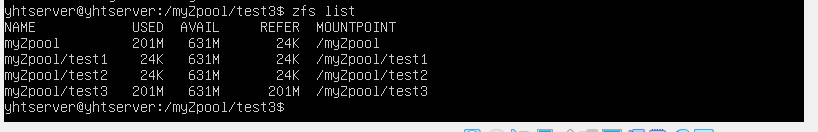 yhtserver@yhtserver:/myZpool/test3$ zfs list
NAME USED AVAIL REFER MOUNTPOINT
myZpool 201M 631M 24K /myZpool
myZpool/test1 24K 631M 24K /myZpool/test1
myZpool/test2 24K 631M 24K /myZpool/test2
myZpool/test3 201M 631M 201M /myZpool/test3
yhtserver@yhtserver:/myZpool/test3$